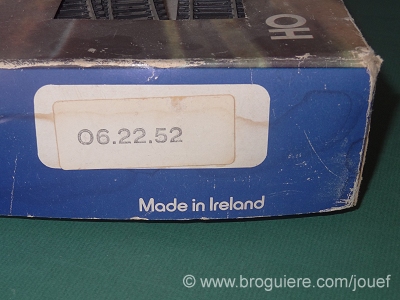 HO
06.22.52
Made in Ireland
© www.broguiere.com/jouef